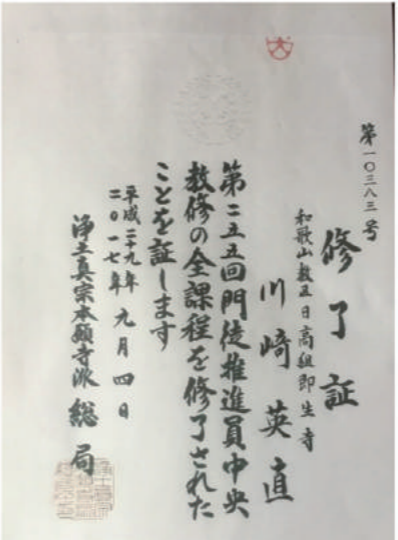 第一〇三八三号
修了証
和歌山教区日高組即生寺
川崎英直
第二五五回門徒推進員中央
教修の全課程を修了された
ことを証します
平成二十九年
二〇一七年
九月四日
浄土真宗本願寺派 総局